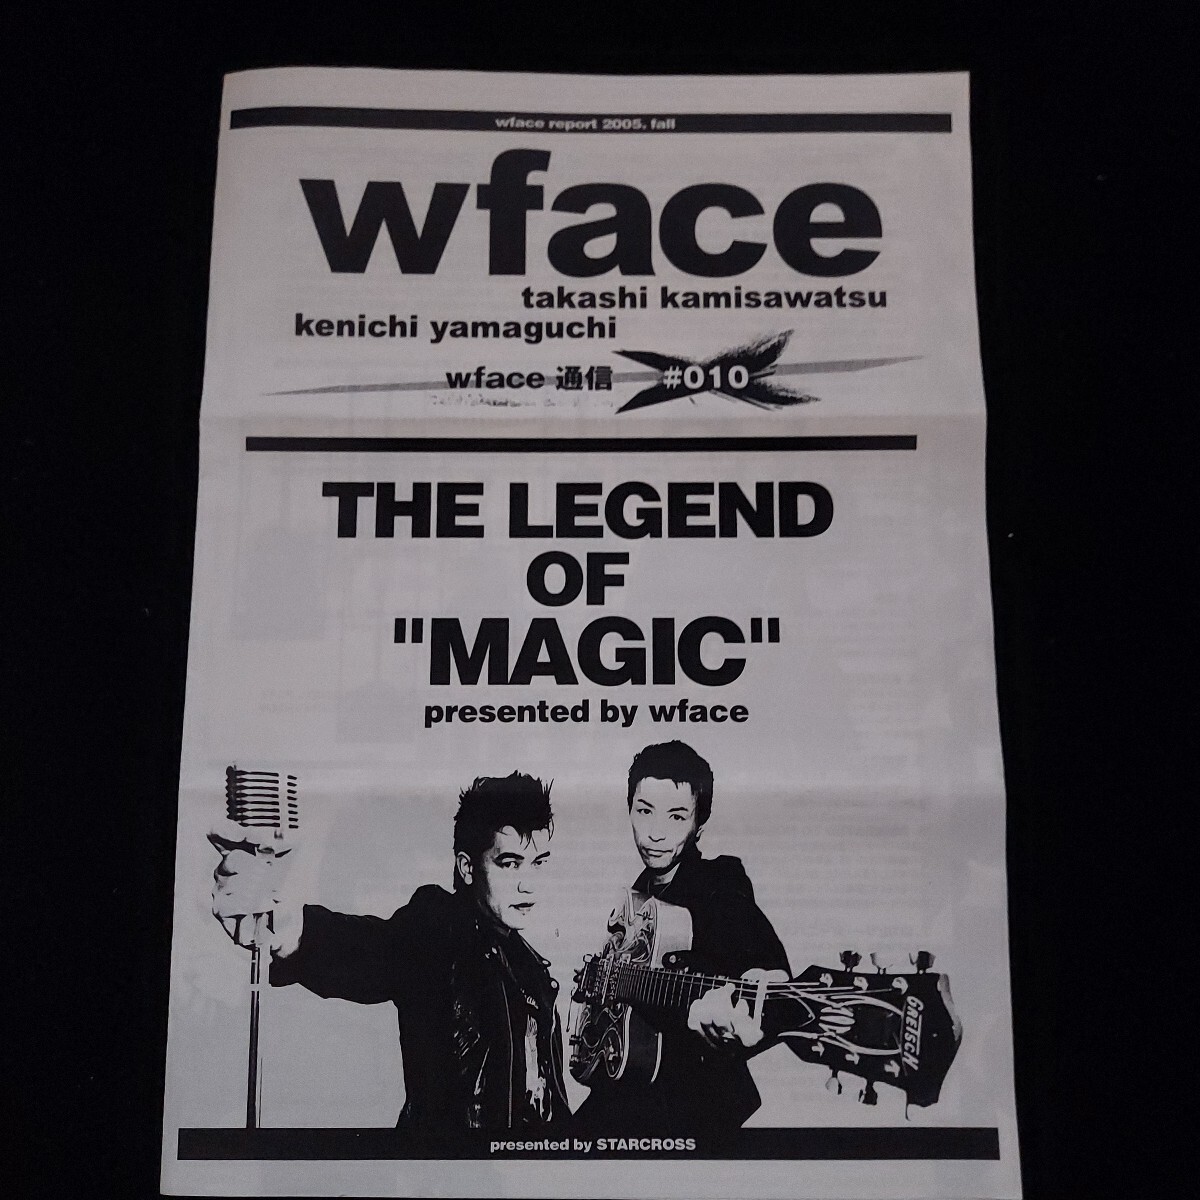 wface report 2005. fall
wface
takashi kamisawatsu
kenichi yamaguchi
wface 通信 #010
THE LEGEND
OF
"MAGIC"
presented by wface
GRETSCH
presented by STARCROSS